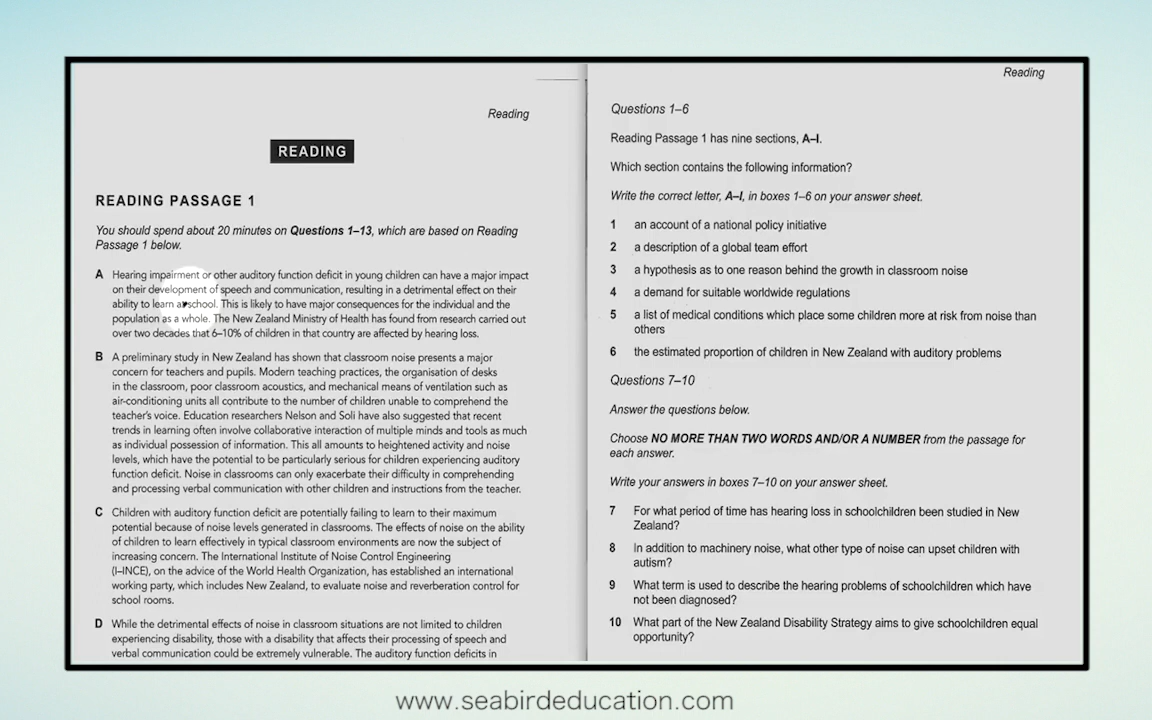 Reading
READING
READING PASSAGE 1
You should spend about 20 minutes on Questions 1–13, which are based on Reading
Passage 1 below.
A Hearing impairment or other auditory function deficit in young children can have a major impact
on their development of speech and communication, resulting in a detrimental effect on their
ability to learn at school. This is likely to have major consequences for the individual and the
population as a whole. The New Zealand Ministry of Health has found from research carried out
over two decades that 6–10% of children in that country are affected by hearing loss.
B A preliminary study in New Zealand has shown that classroom noise presents a major
concern for teachers and pupils. Modern teaching practices, the organisation of desks
in the classroom, poor classroom acoustics, and mechanical means of ventilation such as
air-conditioning units all contribute to the number of children unable to comprehend the
teacher's voice. Education researchers Nelson and Soli have also suggested that recent
trends in learning often involve collaborative interaction of multiple minds and tools as much
as individual possession of information. This all amounts to heightened activity and noise
levels, which have the potential to be particularly serious for children experiencing auditory
function deficit. Noise in classrooms can only exacerbate their difficulty in comprehending
and processing verbal communication with other children and instructions from the teacher.
C Children with auditory function deficit are potentially failing to learn to their maximum
potential because of noise levels generated in classrooms. The effects of noise on the ability
of children to learn effectively in typical classroom environments are now the subject of
increasing concern. The International Institute of Noise Control Engineering
(I–INCE), on the advice of the World Health Organization, has established an international
working party, which includes New Zealand, to evaluate noise and reverberation control for
school rooms.
D While the detrimental effects of noise in classroom situations are not limited to children
experiencing disability, those with a disability that affects their processing of speech and
verbal communication could be extremely vulnerable. The auditory function deficits in
Reading
Questions 1–6
Reading Passage 1 has nine sections, A–I.
Which section contains the following information?
Write the correct letter, A–I, in boxes 1–6 on your answer sheet.
1 an account of a national policy initiative
2 a description of a global team effort
3 a hypothesis as to one reason behind the growth in classroom noise
4 a demand for suitable worldwide regulations
5 a list of medical conditions which place some children more at risk from noise than
others
6 the estimated proportion of children in New Zealand with auditory problems
Questions 7–10
Answer the questions below.
Choose NO MORE THAN TWO WORDS AND/OR A NUMBER from the passage for
each answer.
Write your answers in boxes 7–10 on your answer sheet.
7 For what period of time has hearing loss in schoolchildren been studied in New
Zealand?
8 In addition to machinery noise, what other type of noise can upset children with
autism?
9 What term is used to describe the hearing problems of schoolchildren which have
not been diagnosed?
10 What part of the New Zealand Disability Strategy aims to give schoolchildren equal
opportunity?
www.seabirdeducation.com